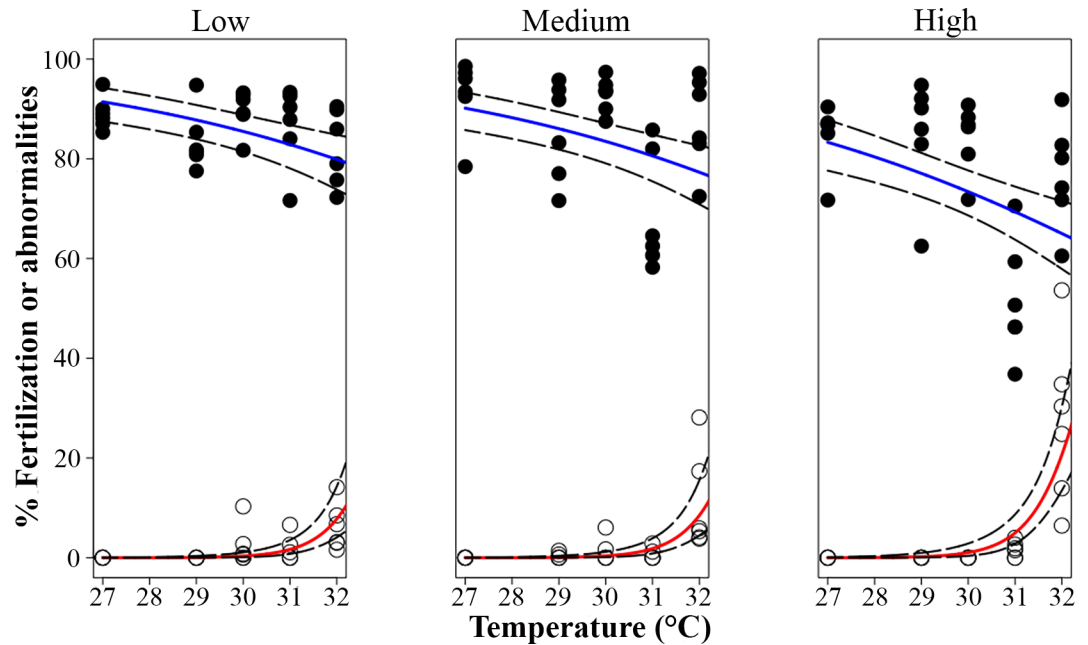 Low Medium High
% Fertilization or abnormalities
100
80
60
40
20
0
27 28 29 30 31 32 27 28 29 30 31 32 27 28 29 30 31 32
Temperature (°C)